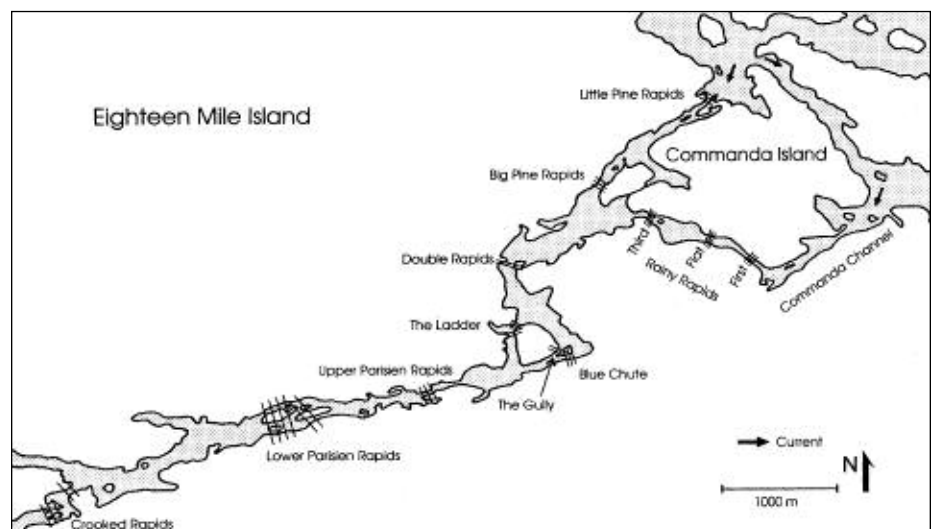 Little Pine Rapids
Eighteen Mile Island
Commanda Island
Big Pine Rapids
Third
Flat
First
Rainy Rapids
Commanda Channel
Double Rapids
The Ladder
Upper Parisien Rapids
Blue Chute
The Gully
Lower Parisien Rapids
Current
N
1000 m
Crooked Rapids